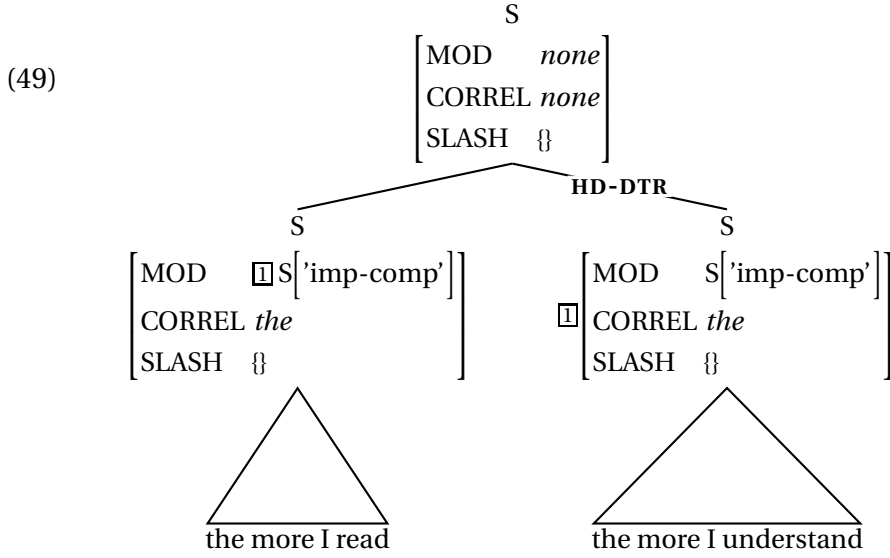 S
(49)
MOD none
CORREL none
SLASH {}
HD-DTR
S
S
MOD 1 S['imp-comp']
CORREL the
SLASH {}
1
MOD S['imp-comp']
CORREL the
SLASH {}
the more I read
the more I understand